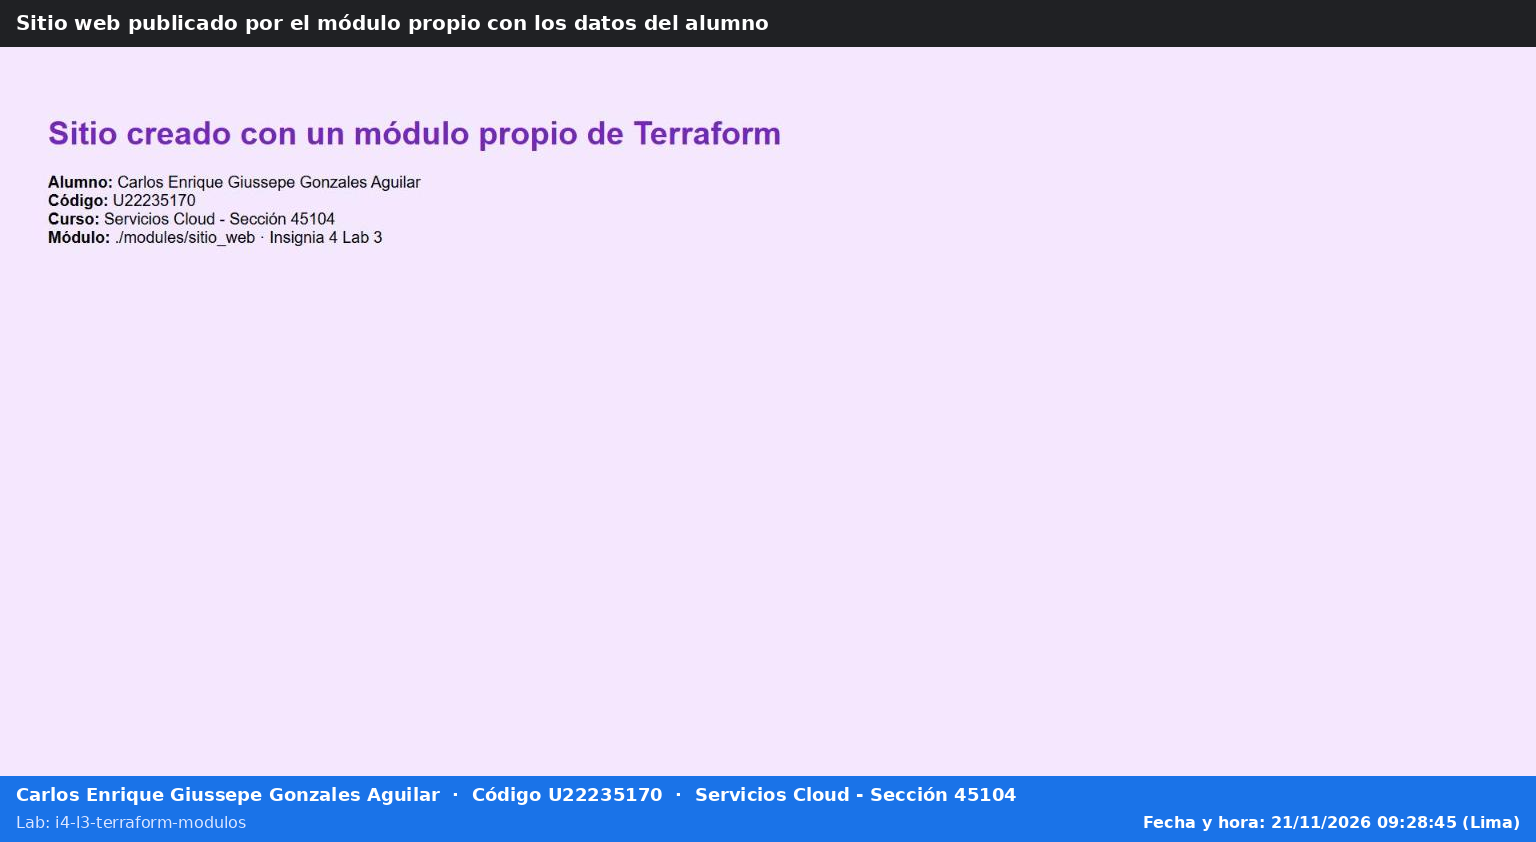 Sitio web publicado por el módulo propio con los datos del alumno
Sitio creado con un módulo propio de Terraform
Alumno: Carlos Enrique Giussepe Gonzales Aguilar
Código: U22235170
Curso: Servicios Cloud - Sección 45104
Módulo: ./modules/sitio_web · Insignia 4 Lab 3
Carlos Enrique Giussepe Gonzales Aguilar · Código U22235170 · Servicios Cloud - Sección 45104
Lab: i4-l3-terraform-modulos
Fecha y hora: 21/11/2026 09:28:45 (Lima)